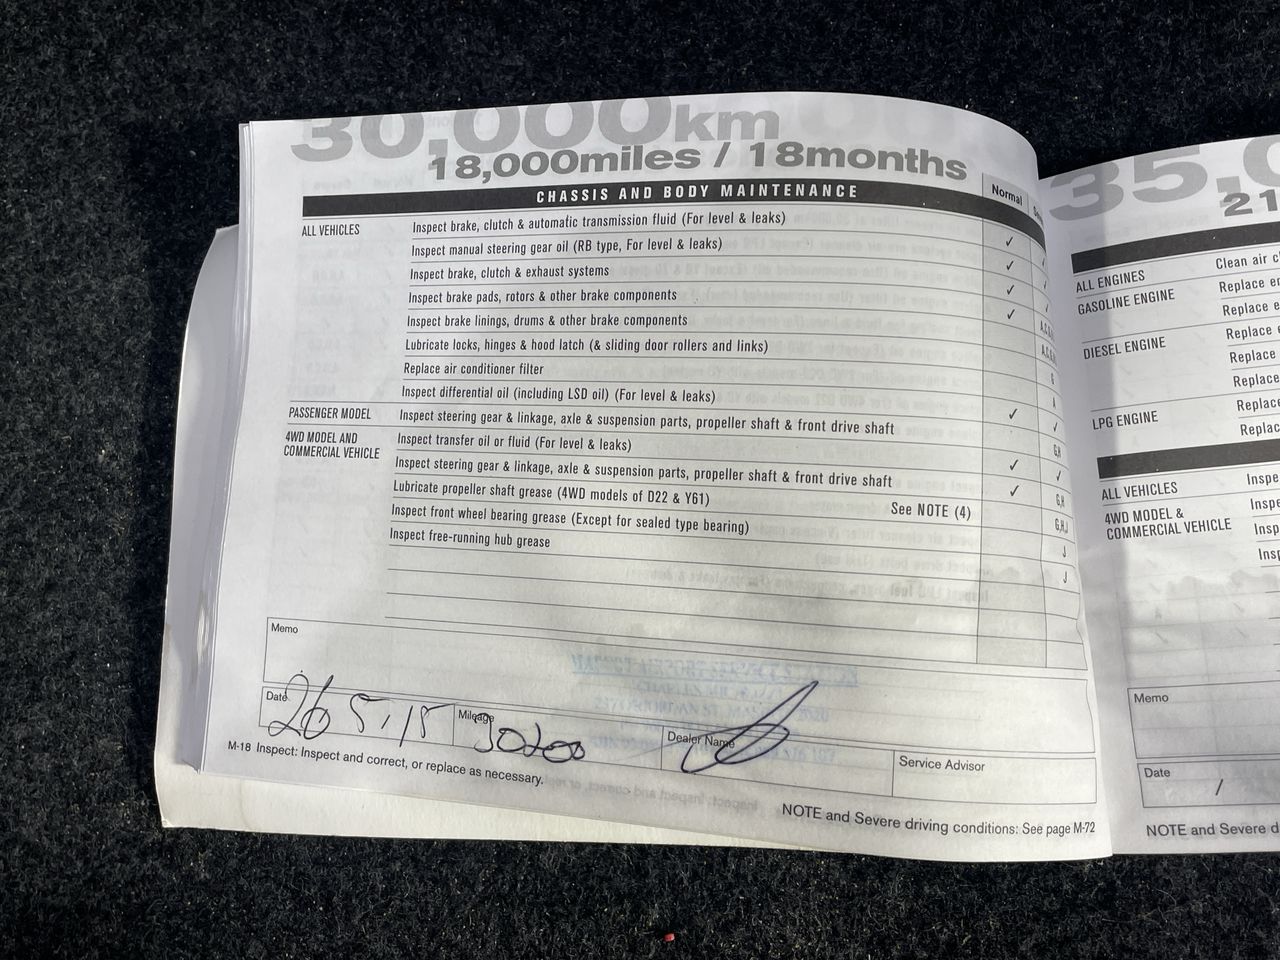 30,000km
18,000miles / 18months
CHASSIS AND BODY MAINTENANCE Normal
ALL VEHICLES Inspect brake, clutch & automatic transmission fluid (For level & leaks) ✓
Inspect manual steering gear oil (RB type, For level & leaks) ✓
Inspect brake, clutch & exhaust systems ✓
Inspect brake pads, rotors & other brake components ✓
Inspect brake linings, drums & other brake components
Lubricate locks, hinges & hood latch (& sliding door rollers and links)
Replace air conditioner filter
Inspect differential oil (including LSD oil) (For level & leaks) ✓
PASSENGER MODEL Inspect steering gear & linkage, axle & suspension parts, propeller shaft & front drive shaft G,H
4WD MODEL AND COMMERCIAL VEHICLE Inspect transfer oil or fluid (For level & leaks) ✓ ✓
Inspect steering gear & linkage, axle & suspension parts, propeller shaft & front drive shaft ✓ G,H
Lubricate propeller shaft grease (4WD models of D22 & Y61) See NOTE (4) G,H,J
Inspect front wheel bearing grease (Except for sealed type bearing) J
Inspect free-running hub grease J
Memo
Date 26 5 15 Mileage Dealer Name Service Advisor
M-18 Inspect: Inspect and correct, or replace as necessary.
NOTE and Severe driving conditions: See page M-72
35,0
21
ALL ENGINES Clean air c
GASOLINE ENGINE Replace e
Replace e
DIESEL ENGINE Replace
Replace
Replace
LPG ENGINE Replac
Replac
ALL VEHICLES Inspe
4WD MODEL & COMMERCIAL VEHICLE Inspe
Insp
Insp
Memo
Date /
NOTE and Severe d